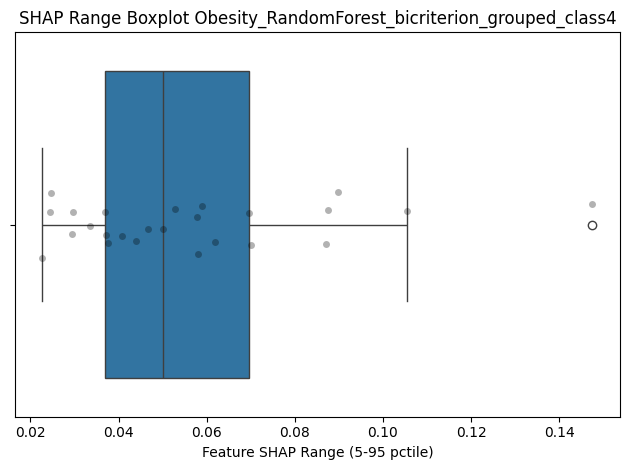 SHAP Range Boxplot Obesity_RandomForest_bicriterion_grouped_class4
0.02 0.04 0.06 0.08 0.10 0.12 0.14
Feature SHAP Range (5-95 pctile)